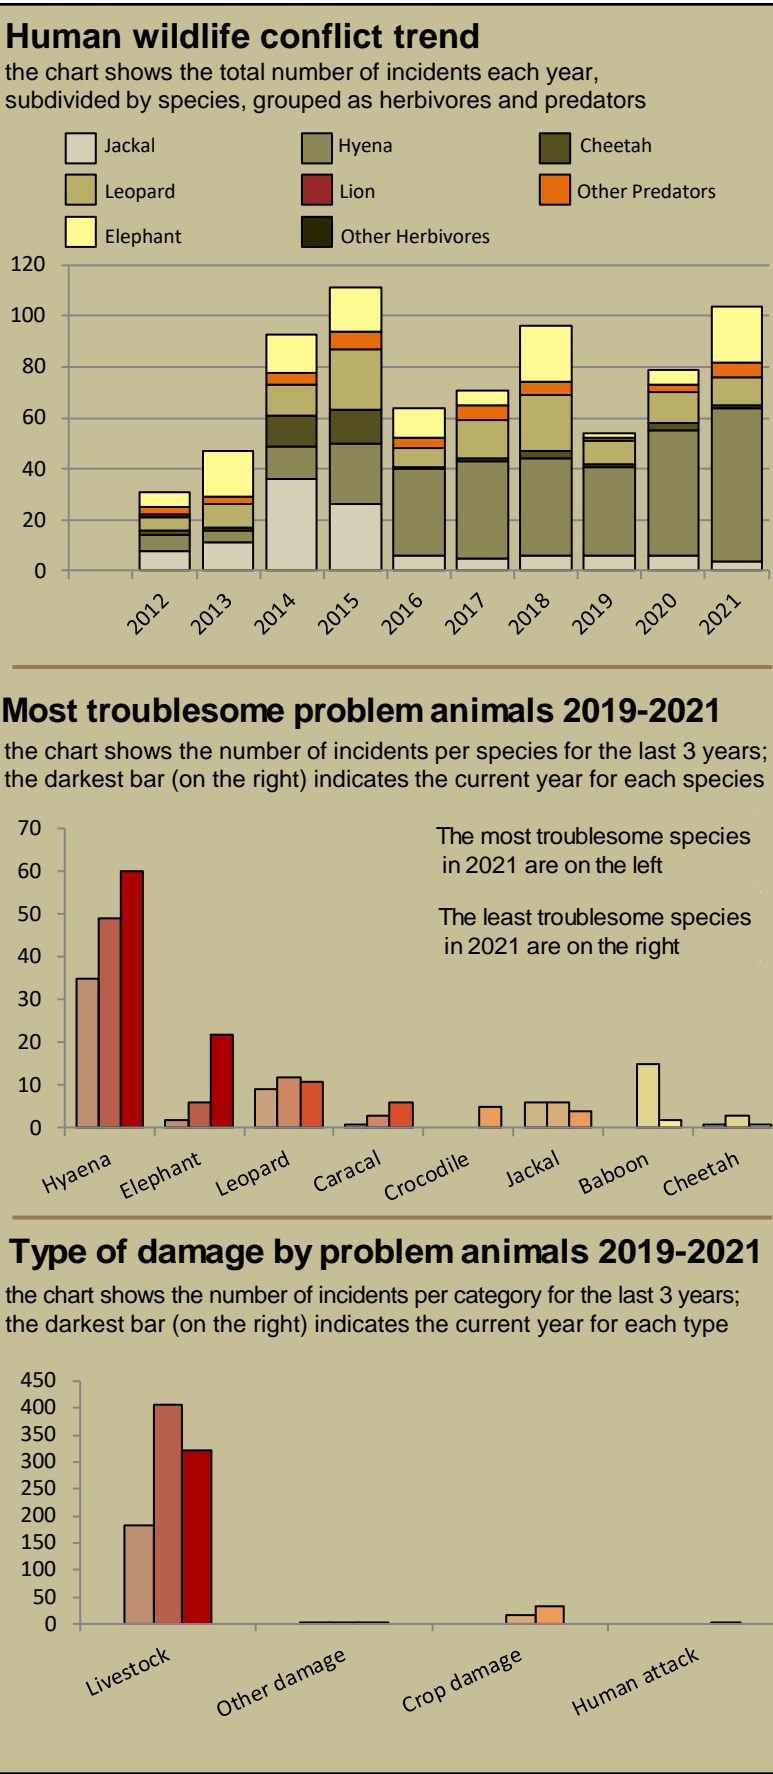 Human wildlife conflict trend
the chart shows the total number of incidents each year,
subdivided by species, grouped as herbivores and predators
Jackal
Hyena
Cheetah
Leopard
Lion
Other Predators
Elephant
Other Herbivores
120
100
80
60
40
20
0
2012
2013
2014
2015
2016
2017
2018
2019
2020
2021
Most troublesome problem animals 2019-2021
the chart shows the number of incidents per species for the last 3 years;
the darkest bar (on the right) indicates the current year for each species
The most troublesome species
in 2021 are on the left
The least troublesome species
in 2021 are on the right
70
60
50
40
30
20
10
0
Hyaena
Elephant
Leopard
Caracal
Crocodile
Jackal
Baboon
Cheetah
Type of damage by problem animals 2019-2021
the chart shows the number of incidents per category for the last 3 years;
the darkest bar (on the right) indicates the current year for each type
450
400
350
300
250
200
150
100
50
0
Livestock
Other damage
Crop damage
Human attack